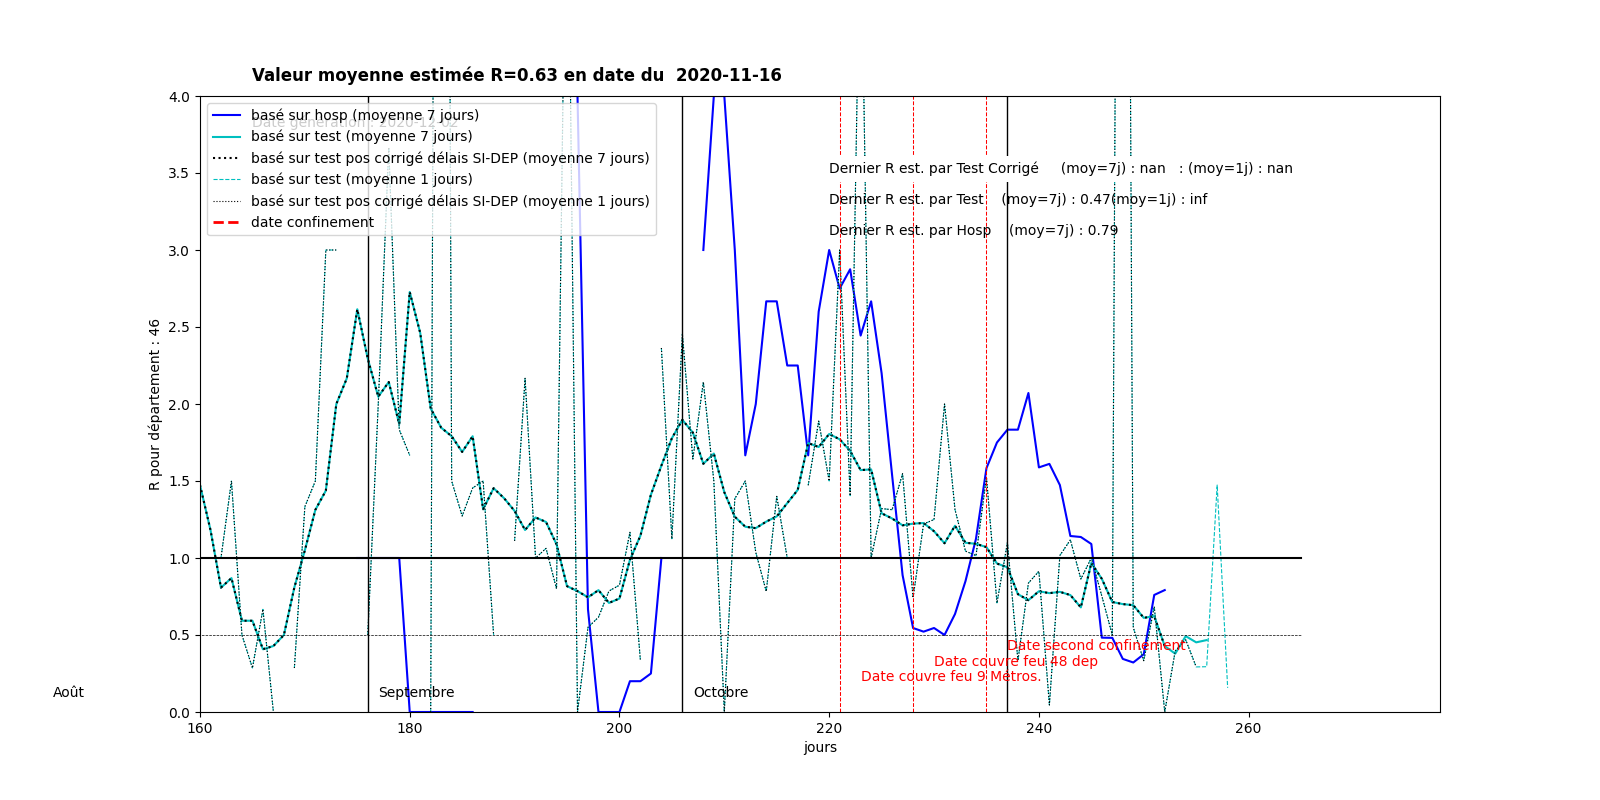 Valeur moyenne estimée R=0.63 en date du  2020-11-16
Date génération : 2020-12-02
basé sur hosp (moyenne 7 jours)
basé sur test (moyenne 7 jours)
basé sur test pos corrigé délais SI-DEP (moyenne 7 jours)
basé sur test (moyenne 1 jours)
basé sur test pos corrigé délais SI-DEP (moyenne 1 jours)
date confinement
Dernier R est. par Test Corrigé     (moy=7j) : nan   : (moy=1j) : nan
Dernier R est. par Test    (moy=7j) : 0.47(moy=1j) : inf
Dernier R est. par Hosp    (moy=7j) : 0.79
4.0
3.5
3.0
2.5
2.0
1.5
1.0
0.5
0.0
R pour département : 46
Date second confinement
Date couvre feu 48 dep
Date couvre feu 9 Métros.
Août
Septembre
Octobre
160
180
200
220
240
260
jours